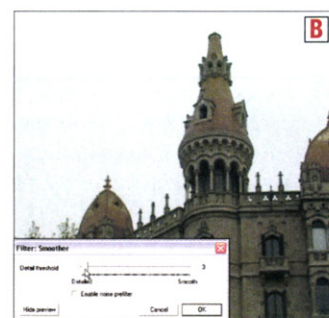 B
Filter: Smoother
Detail threshold
3
Detailed Smooth
Enable noise prefilter
Hide preview Cancel OK